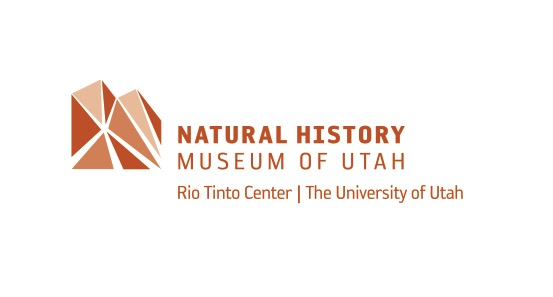 NATURAL HISTORY
MUSEUM OF UTAH
Rio Tinto Center | The University of Utah